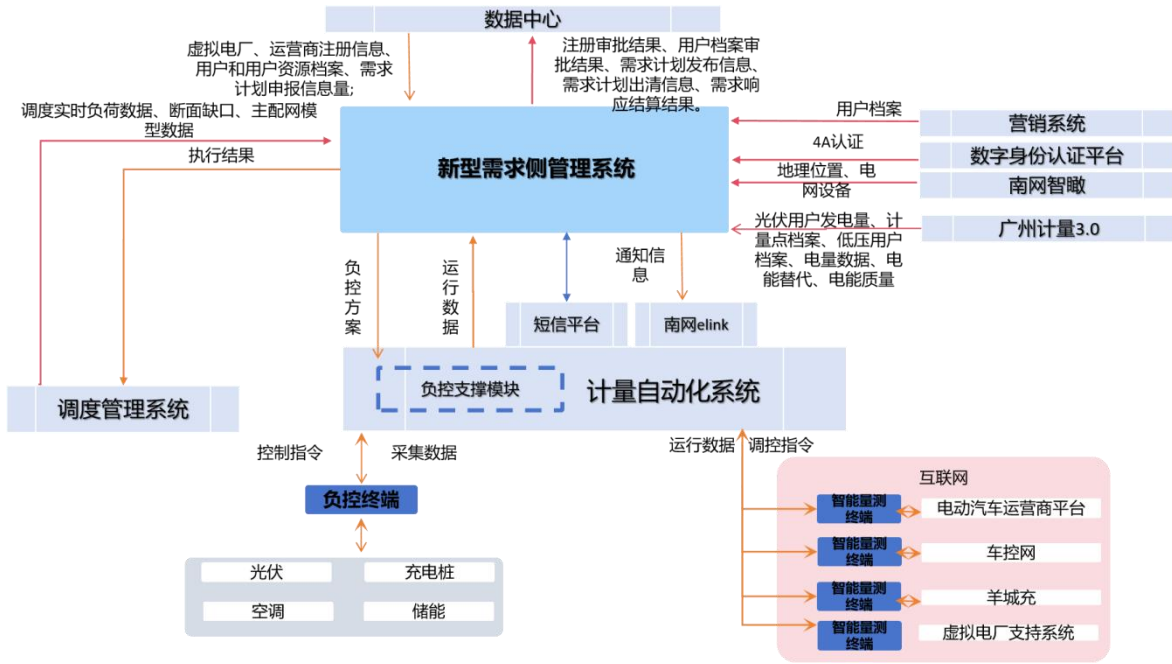 数据中心
虚拟电厂、运营商注册信息、
用户和用户资源档案、需求
计划申报信息量;
注册审批结果、用户档案审
批结果、需求计划发布信息、
需求计划出清信息、需求响
应结算结果。
调度实时负荷数据、断面缺口、主配网模
型数据
执行结果
新型需求侧管理系统
用户档案
营销系统
4A认证
数字身份认证平台
地理位置、电
网设备
南网智瞰
光伏用户发电量、计
量点档案、低压用户
档案、电量数据、电
能替代、电能质量
广州计量3.0
负
控
方
案
运
行
数
据
通知信
息
短信平台
南网elink
负控支撑模块
计量自动化系统
调度管理系统
控制指令
采集数据
运行数据
调控指令
负控终端
光伏
充电桩
空调
储能
互联网
智能量测
终端
电动汽车运营商平台
智能量测
终端
车控网
智能量测
终端
羊城充
智能量测
终端
虚拟电厂支持系统